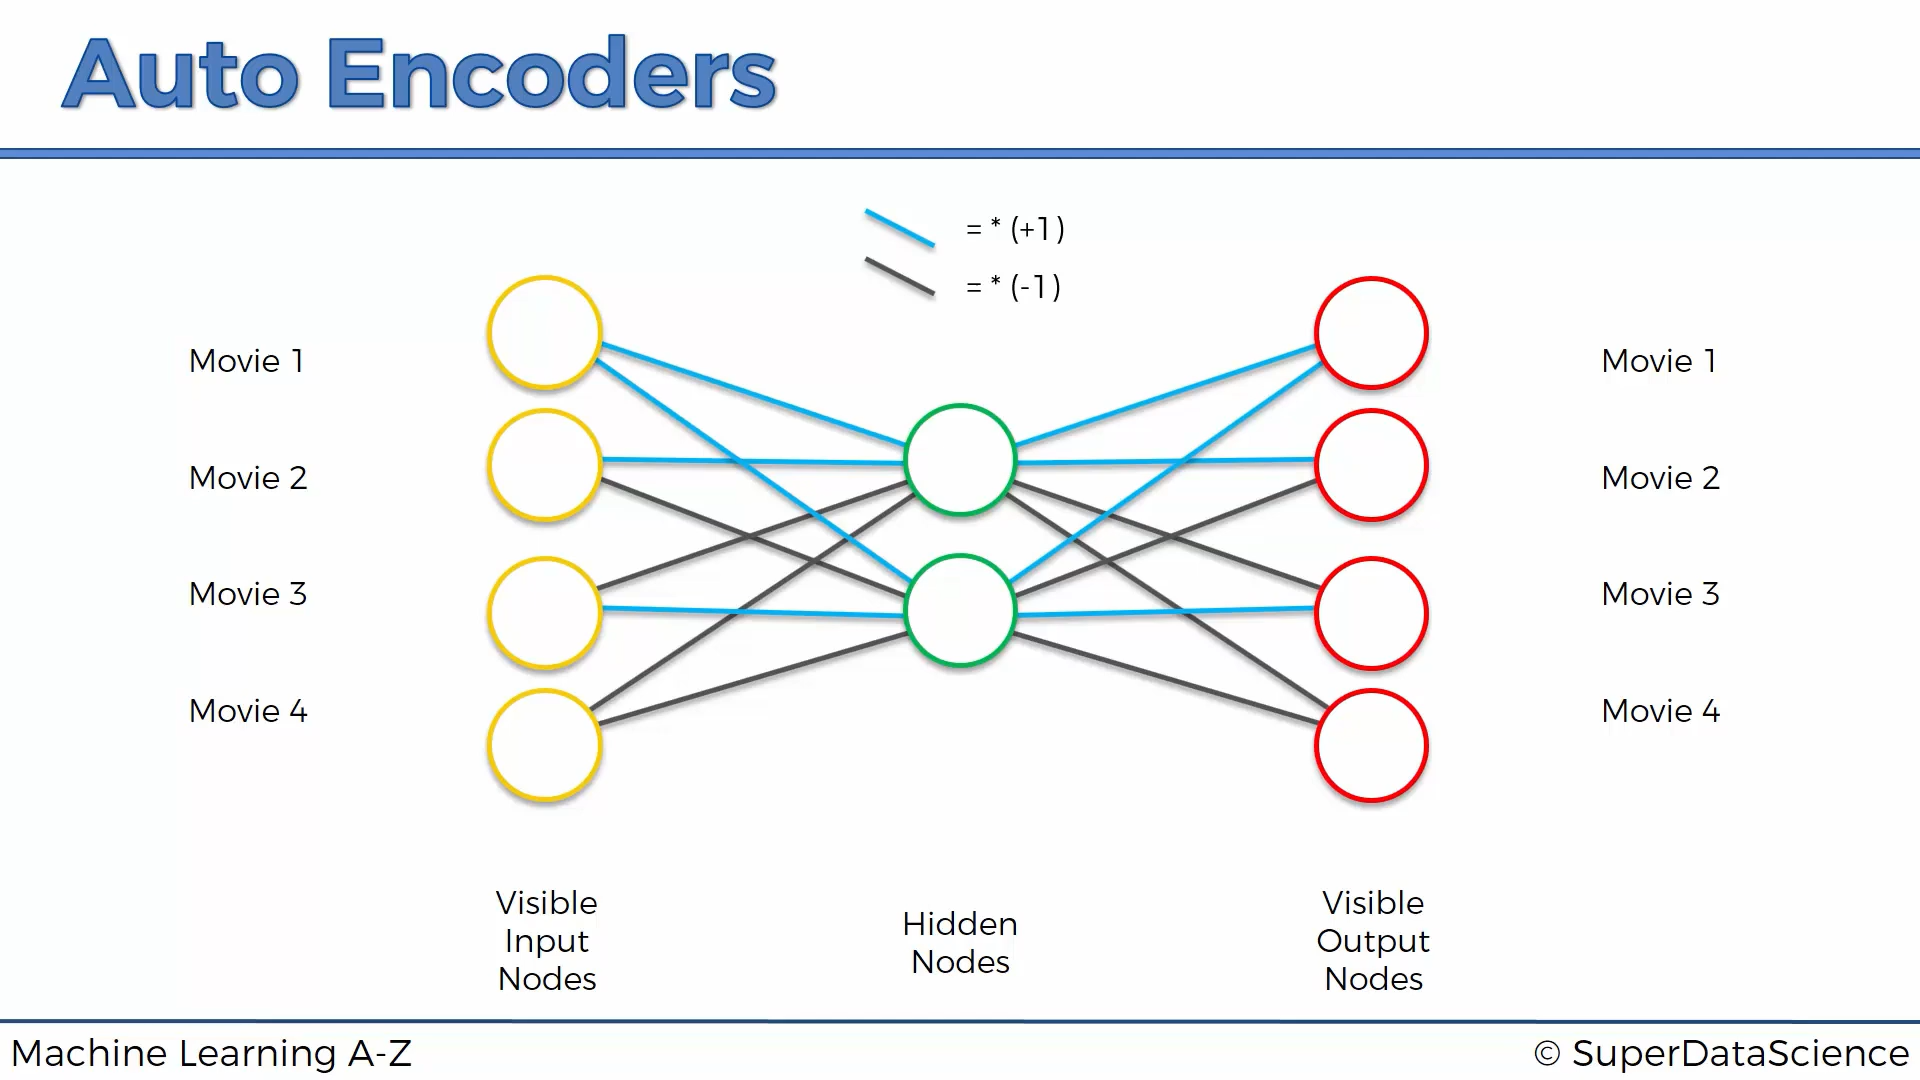 Auto Encoders
= * (+1)
= * (-1)
Movie 1
Movie 2
Movie 3
Movie 4
Movie 1
Movie 2
Movie 3
Movie 4
Visible
Input
Nodes
Hidden
Nodes
Visible
Output
Nodes
Machine Learning A-Z
© SuperDataScience